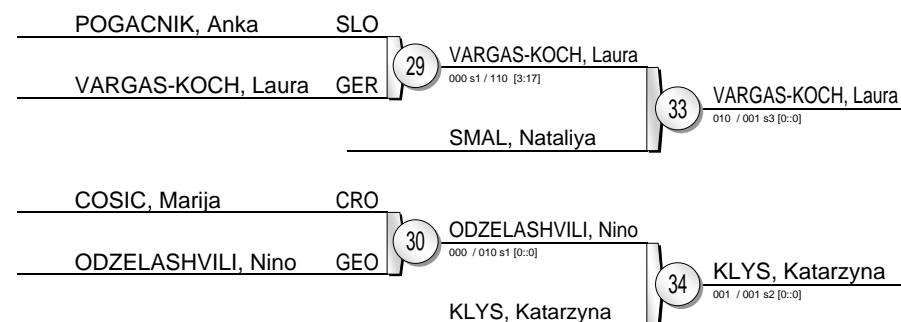 POGACNIK, Anka SLO
29
VARGAS-KOCH, Laura
000 s1 / 110 [3:17]
VARGAS-KOCH, Laura GER
33
VARGAS-KOCH, Laura
010 / 001 s3 [0::0]
SMAL, Nataliya
COSIC, Marija CRO
30
ODZELASHVILI, Nino
000 / 010 s1 [0::0]
ODZELASHVILI, Nino GEO
34
KLYS, Katarzyna
001 / 001 s2 [0::0]
KLYS, Katarzyna